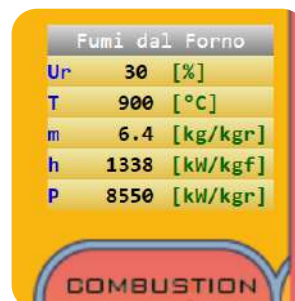 Fumi dal Forno
Ur 30 [%]
T 900 [°C]
m 6.4 [kg/kgr]
h 1338 [kW/kgf]
P 8550 [kW/kgr]
COMBUSTION